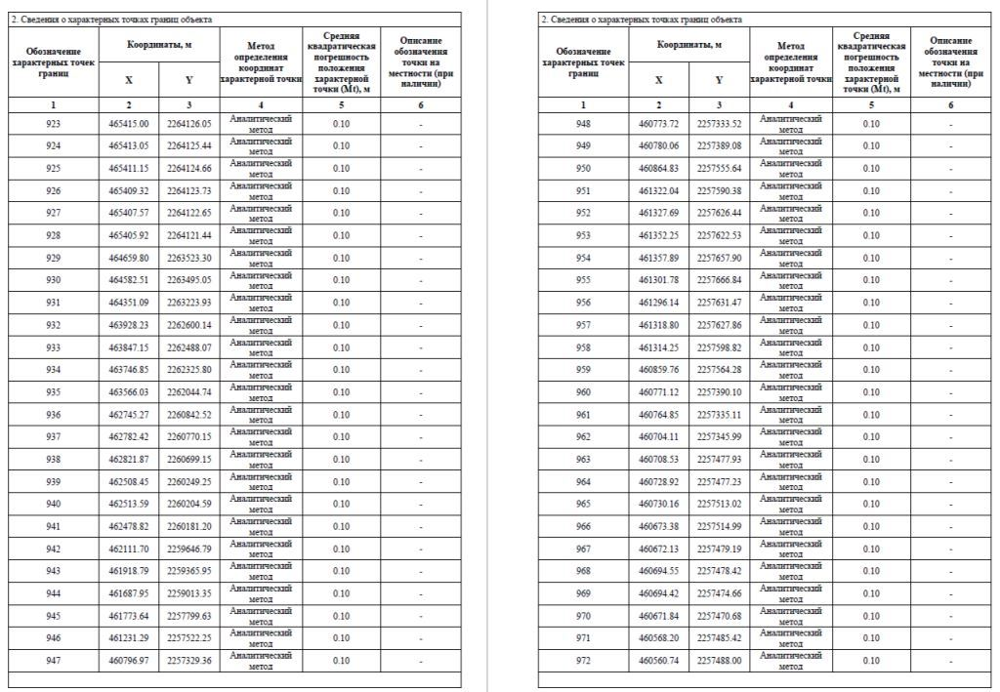 2. Сведения о характерных точках границ объекта
Обозначение характерных точек границ
Координаты, м
Метод определения координат характерной точки
Средняя квадратическая погрешность положения характерной точки (Mt), м
Описание обозначения точки на местности (при наличии)
X Y
1 2 3 4 5 6
923 465415.00 2264126.05 Аналитический метод 0.10 -
924 465413.05 2264125.44 Аналитический метод 0.10 -
925 465411.15 2264124.66 Аналитический метод 0.10 -
926 465409.32 2264123.73 Аналитический метод 0.10 -
927 465407.57 2264122.65 Аналитический метод 0.10 -
928 465405.92 2264121.44 Аналитический метод 0.10 -
929 464659.80 2263523.30 Аналитический метод 0.10 -
930 464582.51 2263495.05 Аналитический метод 0.10 -
931 464351.09 2263223.93 Аналитический метод 0.10 -
932 463928.23 2262600.14 Аналитический метод 0.10 -
933 463847.15 2262488.07 Аналитический метод 0.10 -
934 463746.85 2262325.80 Аналитический метод 0.10 -
935 463566.03 2262044.74 Аналитический метод 0.10 -
936 462745.27 2260842.52 Аналитический метод 0.10 -
937 462782.42 2260770.15 Аналитический метод 0.10 -
938 462821.87 2260699.15 Аналитический метод 0.10 -
939 462508.45 2260249.25 Аналитический метод 0.10 -
940 462513.59 2260204.59 Аналитический метод 0.10 -
941 462478.82 2260181.20 Аналитический метод 0.10 -
942 462111.70 2259646.79 Аналитический метод 0.10 -
943 461918.79 2259365.95 Аналитический метод 0.10 -
944 461687.95 2259013.35 Аналитический метод 0.10 -
945 461773.64 2257799.63 Аналитический метод 0.10 -
946 461231.29 2257522.25 Аналитический метод 0.10 -
947 460796.97 2257329.36 Аналитический метод 0.10 -
2. Сведения о характерных точках границ объекта
Обозначение характерных точек границ
Координаты, м
Метод определения координат характерной точки
Средняя квадратическая погрешность положения характерной точки (Mt), м
Описание обозначения точки на местности (при наличии)
X Y
1 2 3 4 5 6
948 460773.72 2257333.52 Аналитический метод 0.10 -
949 460780.06 2257389.08 Аналитический метод 0.10 -
950 460864.83 2257555.64 Аналитический метод 0.10 -
951 461322.04 2257590.38 Аналитический метод 0.10 -
952 461327.69 2257626.44 Аналитический метод 0.10 -
953 461352.25 2257622.53 Аналитический метод 0.10 -
954 461357.89 2257657.90 Аналитический метод 0.10 -
955 461301.78 2257666.84 Аналитический метод 0.10 -
956 461296.14 2257631.47 Аналитический метод 0.10 -
957 461318.80 2257627.86 Аналитический метод 0.10 -
958 461314.25 2257598.82 Аналитический метод 0.10 -
959 460859.76 2257564.28 Аналитический метод 0.10 -
960 460771.12 2257390.10 Аналитический метод 0.10 -
961 460764.85 2257335.11 Аналитический метод 0.10 -
962 460704.11 2257345.99 Аналитический метод 0.10 -
963 460708.53 2257477.93 Аналитический метод 0.10 -
964 460728.92 2257477.23 Аналитический метод 0.10 -
965 460730.16 2257513.02 Аналитический метод 0.10 -
966 460673.38 2257514.99 Аналитический метод 0.10 -
967 460672.13 2257479.19 Аналитический метод 0.10 -
968 460694.55 2257478.42 Аналитический метод 0.10 -
969 460694.42 2257474.66 Аналитический метод 0.10 -
970 460671.84 2257470.68 Аналитический метод 0.10 -
971 460568.20 2257485.42 Аналитический метод 0.10 -
972 460560.74 2257488.00 Аналитический метод 0.10 -